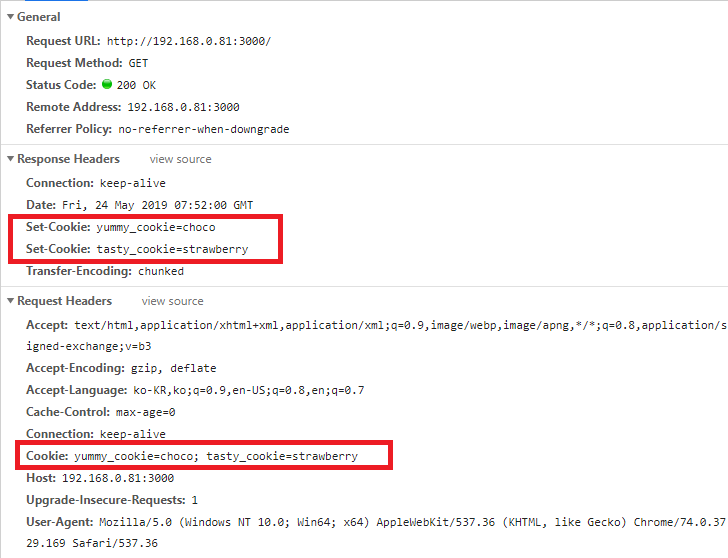 General
Request URL: http://192.168.0.81:3000/
Request Method: GET
Status Code: 200 OK
Remote Address: 192.168.0.81:3000
Referrer Policy: no-referrer-when-downgrade
Response Headers view source
Connection: keep-alive
Date: Fri, 24 May 2019 07:52:00 GMT
Set-Cookie: yummy_cookie=choco
Set-Cookie: tasty_cookie=strawberry
Transfer-Encoding: chunked
Request Headers view source
Accept: text/html,application/xhtml+xml,application/xml;q=0.9,image/webp,image/apng,*/*;q=0.8,application/s
igned-exchange;v=b3
Accept-Encoding: gzip, deflate
Accept-Language: ko-KR,ko;q=0.9,en-US;q=0.8,en;q=0.7
Cache-Control: max-age=0
Connection: keep-alive
Cookie: yummy_cookie=choco; tasty_cookie=strawberry
Host: 192.168.0.81:3000
Upgrade-Insecure-Requests: 1
User-Agent: Mozilla/5.0 (Windows NT 10.0; Win64; x64) AppleWebKit/537.36 (KHTML, like Gecko) Chrome/74.0.37
29.169 Safari/537.36